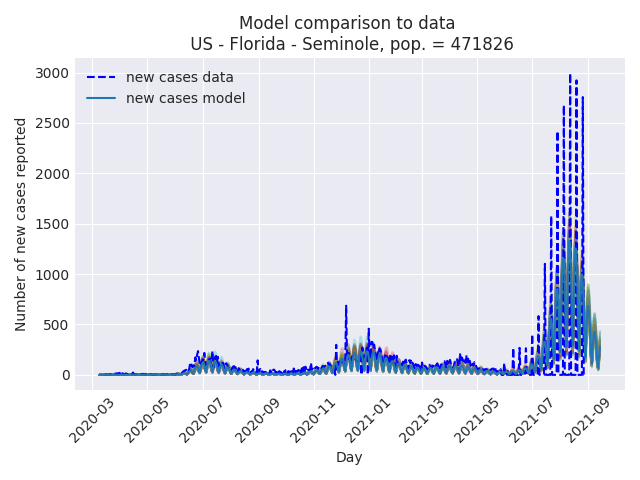 Model comparison to data
US - Florida - Seminole, pop. = 471826
new cases data
new cases model
Number of new cases reported
3000
2500
2000
1500
1000
500
0
2020-03
2020-05
2020-07
2020-09
2020-11
2021-01
2021-03
2021-05
2021-07
2021-09
Day